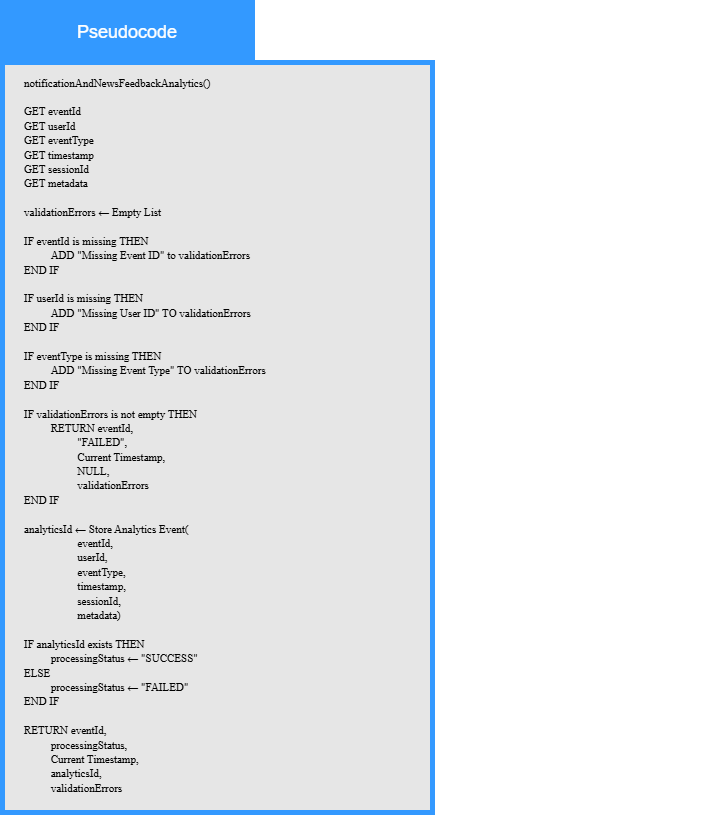 Pseudocode
notificationAndNewsFeedbackAnalytics()
GET eventId
GET userId
GET eventType
GET timestamp
GET sessionId
GET metadata
validationErrors ← Empty List
IF eventId is missing THEN
ADD "Missing Event ID" to validationErrors
END IF
IF userId is missing THEN
ADD "Missing User ID" TO validationErrors
END IF
IF eventType is missing THEN
ADD "Missing Event Type" TO validationErrors
END IF
IF validationErrors is not empty THEN
RETURN eventId,
"FAILED",
Current Timestamp,
NULL,
validationErrors
END IF
analyticsId ← Store Analytics Event(
eventId,
userId,
eventType,
timestamp,
sessionId,
metadata)
IF analyticsId exists THEN
processingStatus ← "SUCCESS"
ELSE
processingStatus ← "FAILED"
END IF
RETURN eventId,
processingStatus,
Current Timestamp,
analyticsId,
validationErrors